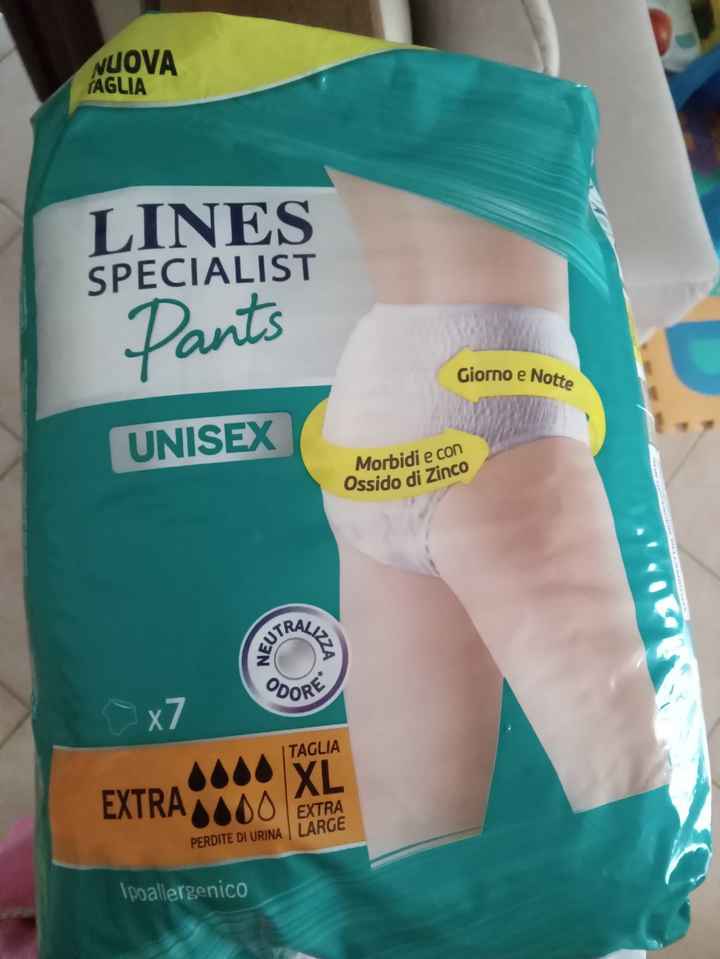 NUOVA
TAGLIA
LINES
SPECIALIST
Pants
UNISEX
Giorno e Notte
Morbidi e con
Ossido di Zinco
NEUTRALIZZA
ODORE*
x7
EXTRA
PERDITE DI URINA
TAGLIA
XL
EXTRA
LARGE
Ipoallergenico